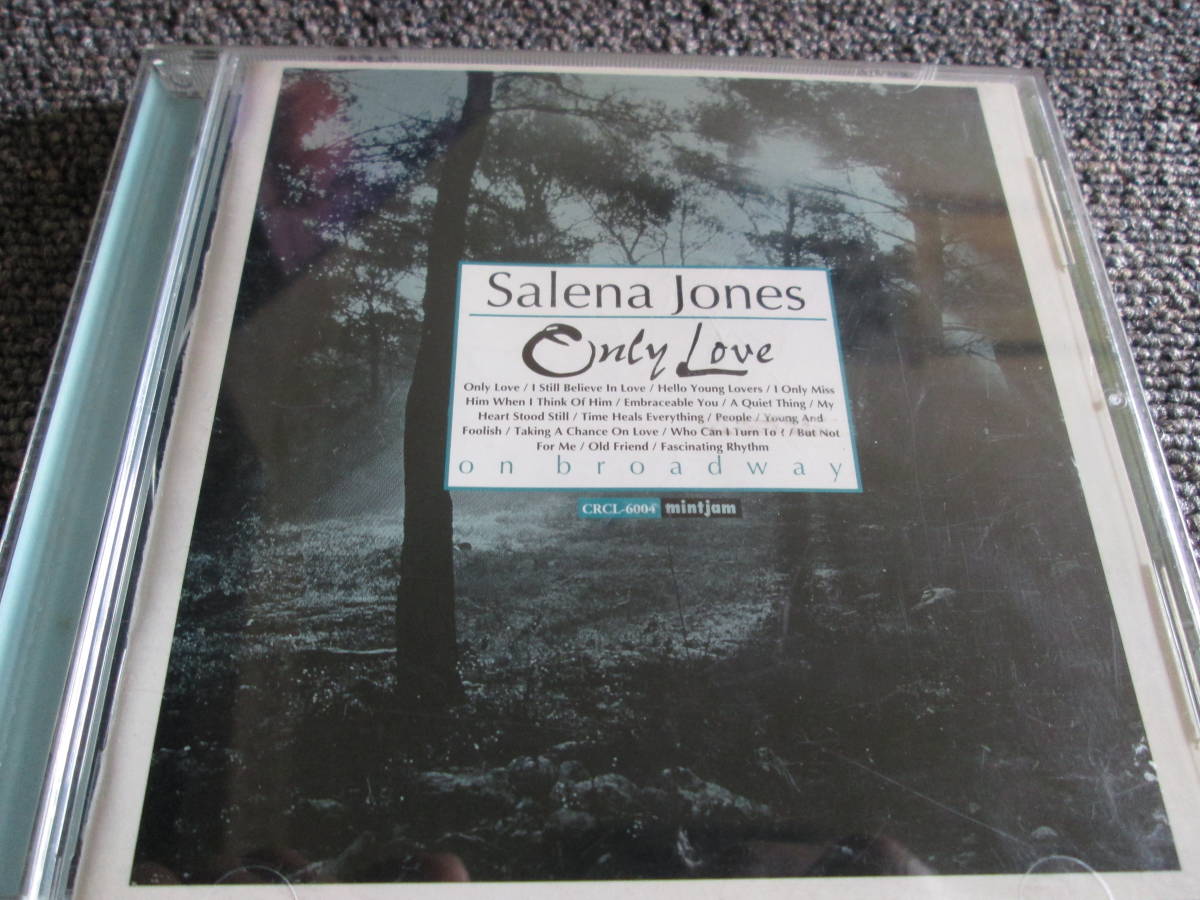 Salena Jones
Only Love
Only Love / I Still Believe In Love / Hello Young Lovers / I Only Miss
Him When I Think Of Him / Embraceable You / A Quiet Thing / My
Heart Stood Still / Time Heals Everything / People / Young And
Foolish / Taking A Chance On Love / Who Can I Turn To ? / But Not
For Me / Old Friend / Fascinating Rhythm
on broadway
CRCL-6004 mintjam